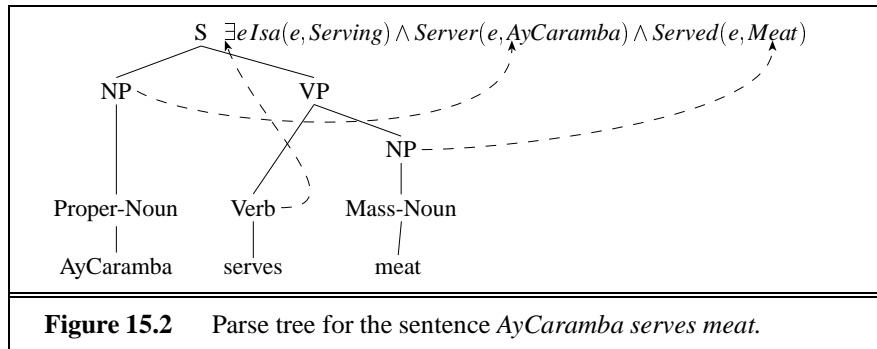 S ∃e Isa(e, Serving) ∧ Server(e, AyCaramba) ∧ Served(e, Meat)
NP VP
NP
Proper-Noun Verb Mass-Noun
AyCaramba serves meat
Figure 15.2 Parse tree for the sentence AyCaramba serves meat.